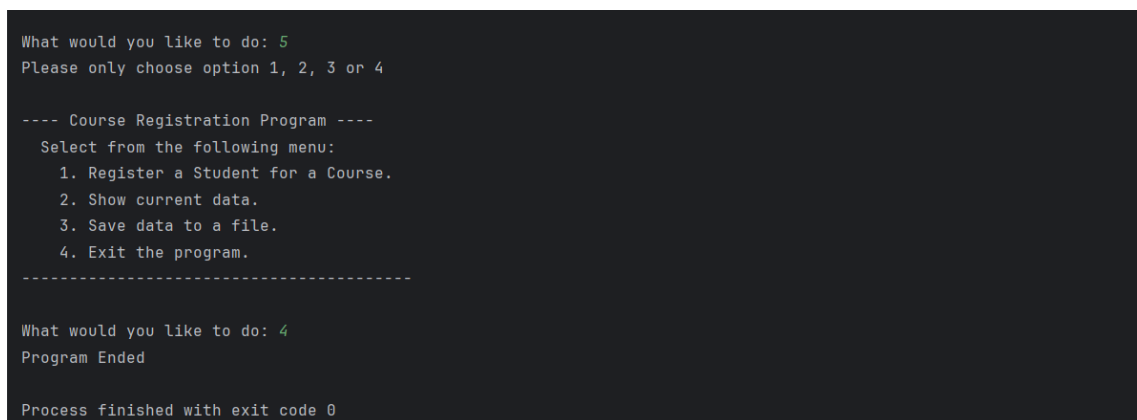 What would you like to do: 5
Please only choose option 1, 2, 3 or 4
---- Course Registration Program ----
Select from the following menu:
1. Register a Student for a Course.
2. Show current data.
3. Save data to a file.
4. Exit the program.
-----------------------------------------
What would you like to do: 4
Program Ended
Process finished with exit code 0